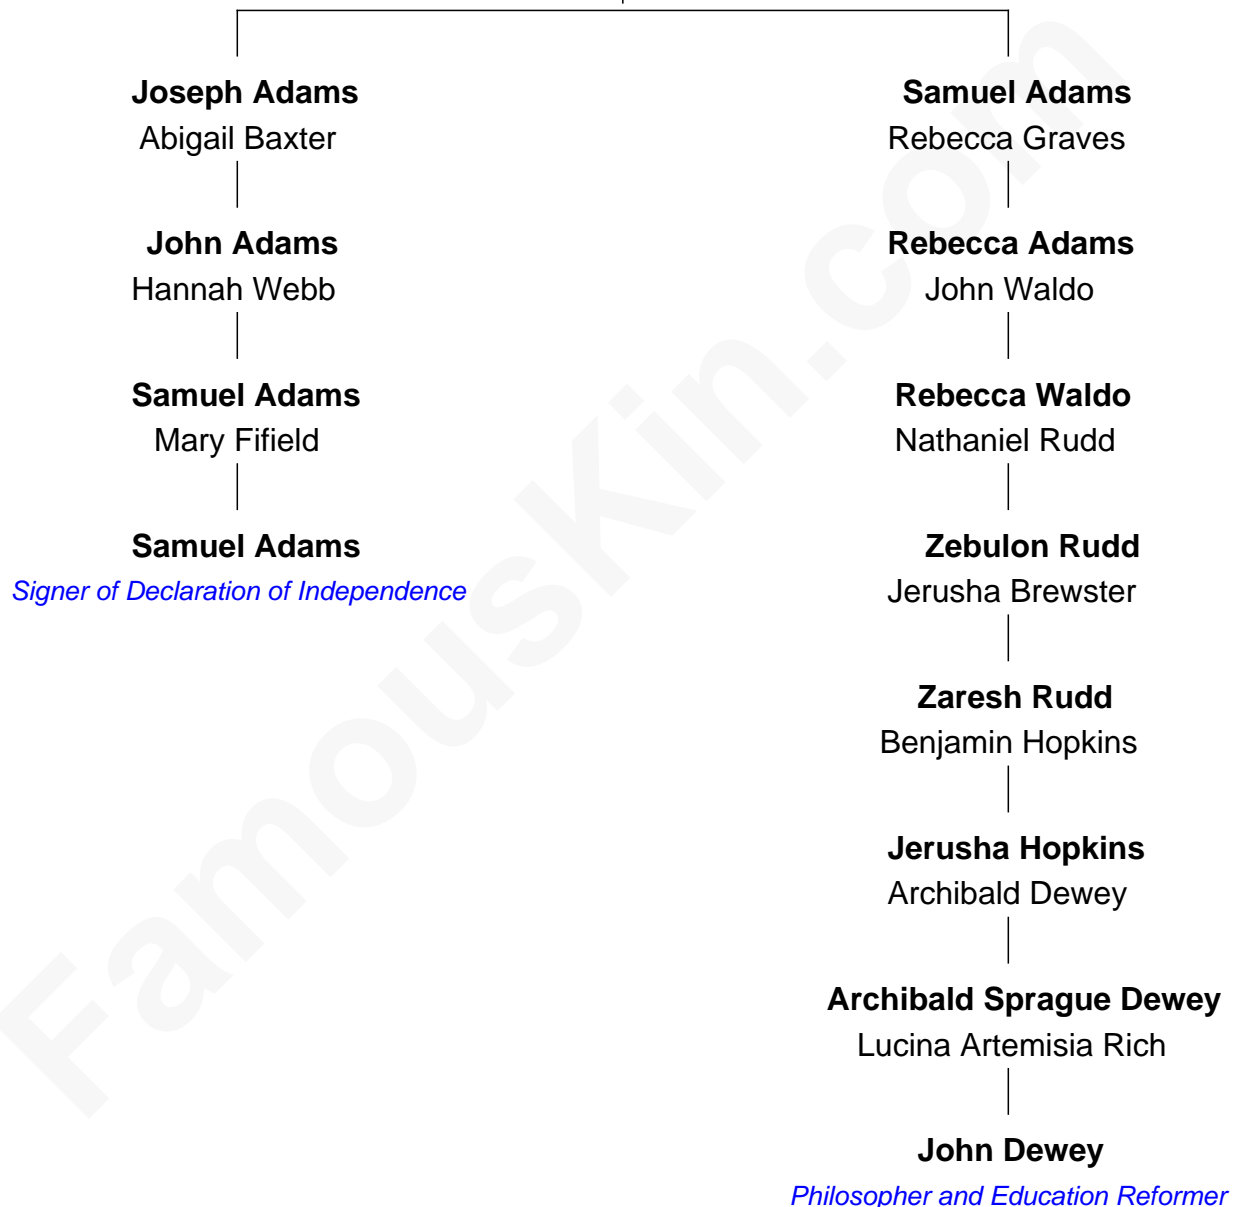 Joseph Adams
Abigail Baxter
John Adams
Hannah Webb
Samuel Adams
Mary Fifield
Samuel Adams
Signer of Declaration of Independence
Samuel Adams
Rebecca Graves
Rebecca Adams
John Waldo
Rebecca Waldo
Nathaniel Rudd
Zebulon Rudd
Jerusha Brewster
Zaresh Rudd
Benjamin Hopkins
Jerusha Hopkins
Archibald Dewey
Archibald Sprague Dewey
Lucina Artemisia Rich
John Dewey
Philosopher and Education Reformer
FamousKin.com